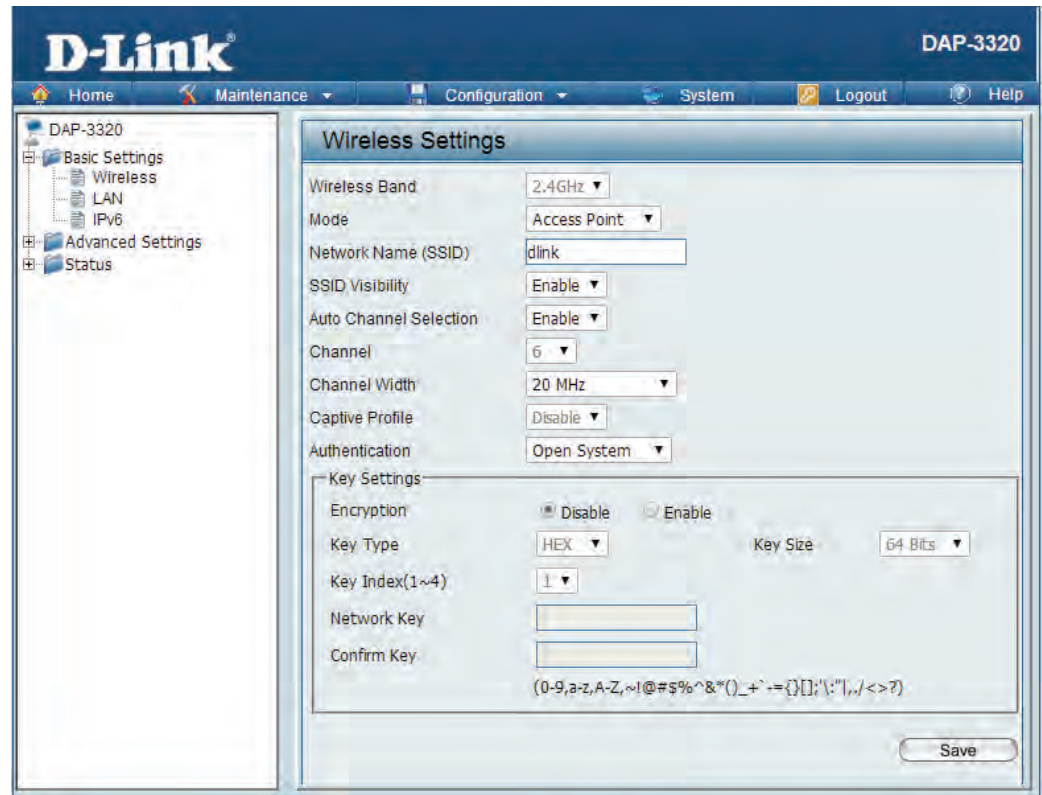 D-Link®
DAP-3320
Home Maintenance Configuration System Logout Help
DAP-3320
Basic Settings
Wireless
LAN
IPv6
Advanced Settings
Status
Wireless Settings
Wireless Band 2.4GHz
Mode Access Point
Network Name (SSID) dlink
SSID Visibility Enable
Auto Channel Selection Enable
Channel 6
Channel Width 20 MHz
Captive Profile Disable
Authentication Open System
Key Settings
Encryption Disable Enable
Key Type HEX Key Size 64 Bits
Key Index(1~4) 1
Network Key
Confirm Key
(0-9,a-z,A-Z,~!@#$%^&*()_+`-={}[];'\:"|,./<>?)
Save